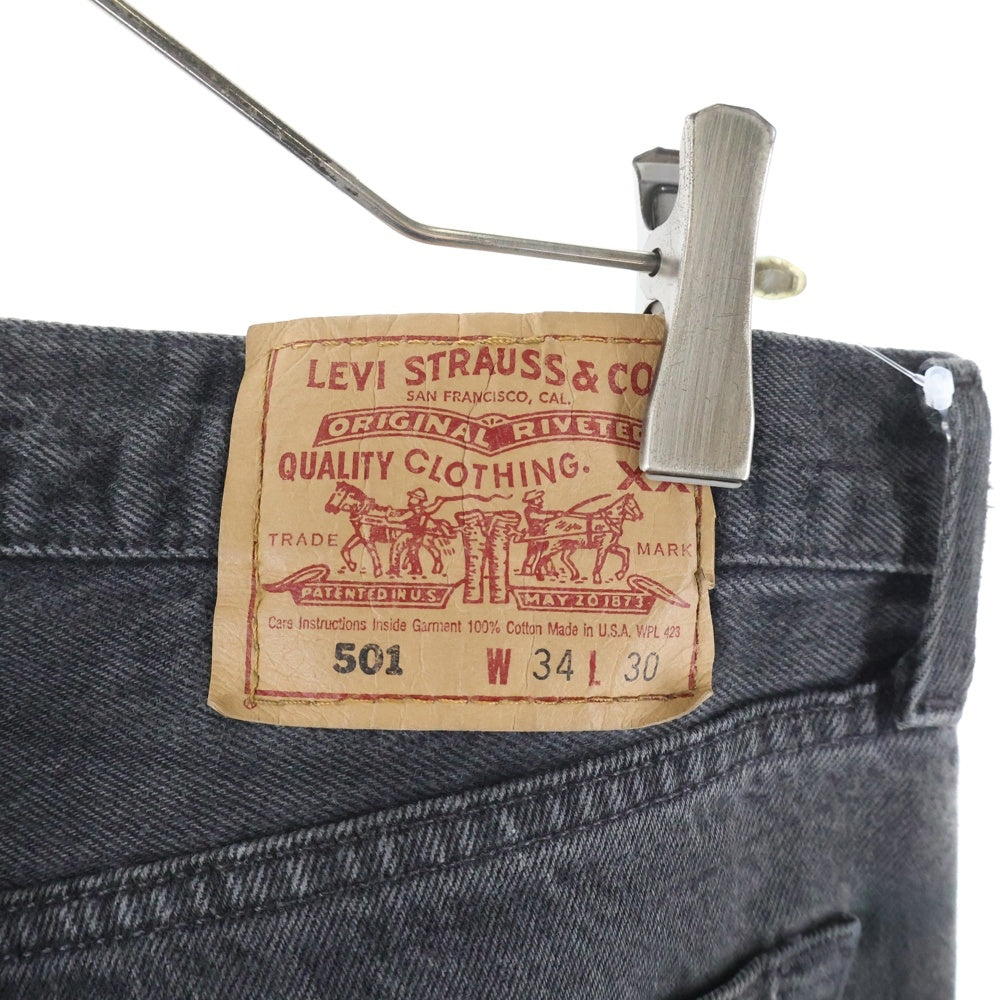 LEVI STRAUSS & CO
SAN FRANCISCO, CAL.
ORIGINAL RIVETE
QUALITY CLOTHING. XX
TRADE MARK
PATENTED IN U.S. MAY 20 1873
Care Instructions Inside Garment 100% Cotton Made in U.S.A. WPL 423
501 W 34 L 30